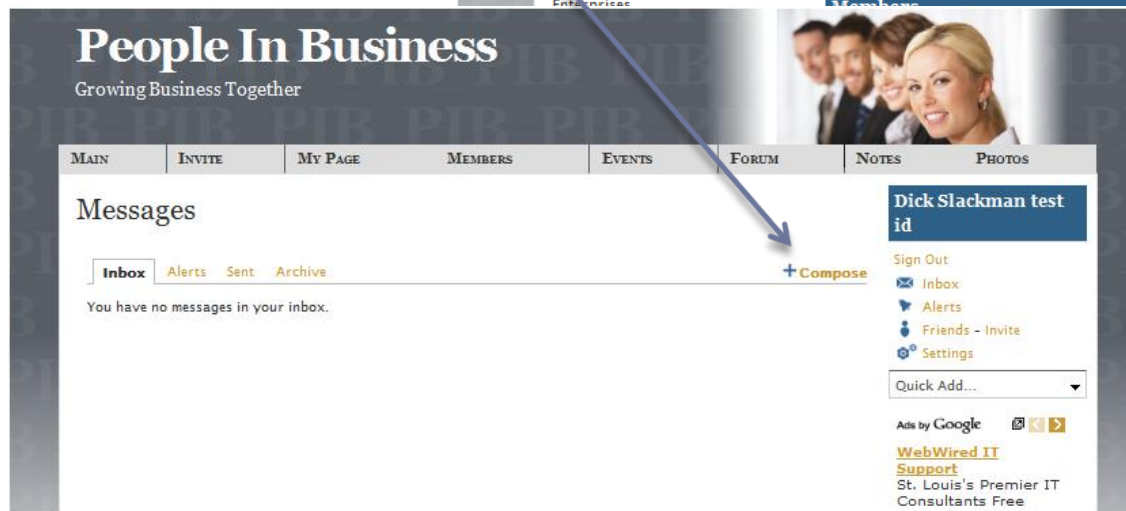 Enterprises
Members
People In Business
Growing Business Together
MAIN INVITE MY PAGE MEMBERS EVENTS FORUM NOTES PHOTOS
Messages
Inbox Alerts Sent Archive
+Compose
You have no messages in your inbox.
Dick Slackman test
id
Sign Out
Inbox
Alerts
Friends - Invite
Settings
Quick Add...
Ads by Google
WebWired IT
Support
St. Louis's Premier IT
Consultants Free